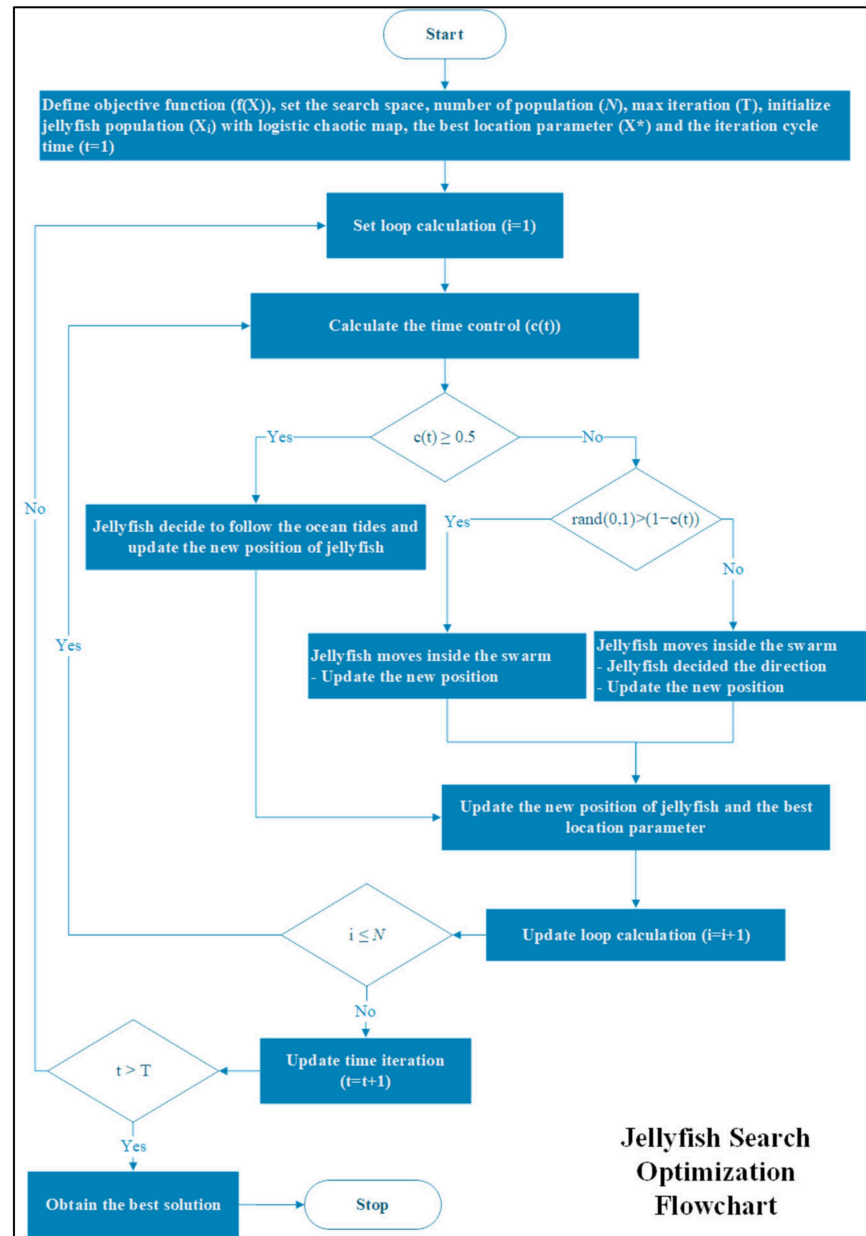 Start
Define objective function (f(X)), set the search space, number of population (N), max iteration (T), initialize
jellyfish population (Xᵢ) with logistic chaotic map, the best location parameter (X*) and the iteration cycle
time (t=1)
Set loop calculation (i=1)
Calculate the time control (c(t))
c(t) ≥ 0.5
Yes
No
Jellyfish decide to follow the ocean tides and
update the new position of jellyfish
rand(0,1)>(1−c(t))
Yes
No
No
Yes
Jellyfish moves inside the swarm
- Update the new position
Jellyfish moves inside the swarm
- Jellyfish decided the direction
- Update the new position
Update the new position of jellyfish and the best
location parameter
Update loop calculation (i=i+1)
i ≤ N
No
Update time iteration
(t=t+1)
t > T
Yes
Obtain the best solution
Stop
Jellyfish Search
Optimization
Flowchart